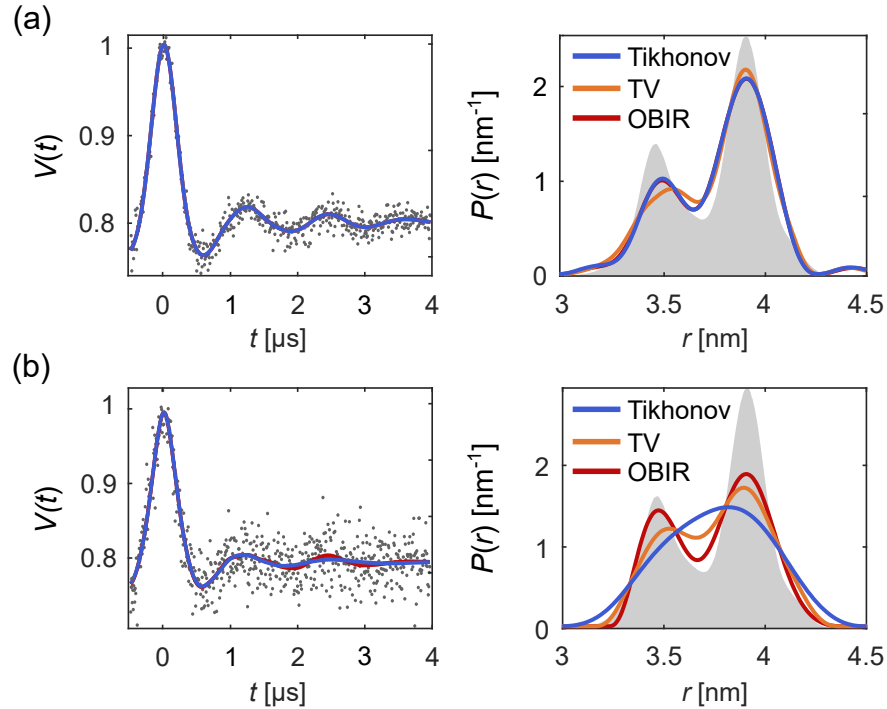 (a)
V(t)
1
0.9
0.8
0
1
2
3
4
t [μs]
P(r) [nm⁻¹]
2
1
0
Tikhonov
TV
OBIR
3
3.5
4
4.5
r [nm]
(b)
V(t)
1
0.9
0.8
0
1
2
3
4
t [μs]
P(r) [nm⁻¹]
2
1
0
Tikhonov
TV
OBIR
3
3.5
4
4.5
r [nm]